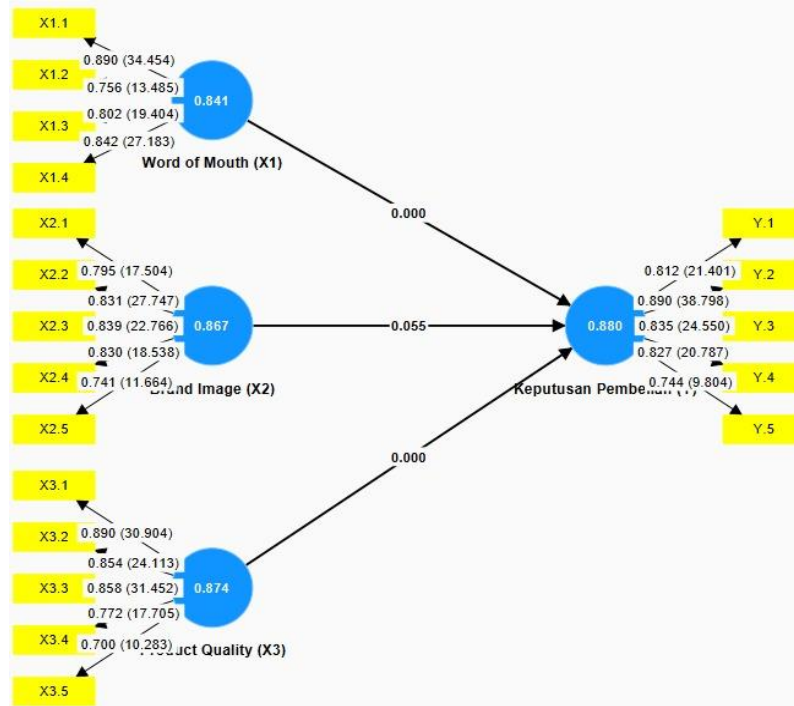 X1.1
0.890 (34.454)
X1.2
0.756 (13.485)
0.841
X1.3
0.802 (19.404)
0.842 (27.183)
X1.4
Word of Mouth (X1)
0.000
X2.1
0.795 (17.504)
X2.2
0.831 (27.747)
X2.3
0.839 (22.766)
0.867
0.830 (18.538)
X2.4
0.741 (11.664)
Brand Image (X2)
X2.5
0.055
Y.1
0.812 (21.401)
Y.2
0.890 (38.798)
0.880
0.835 (24.550)
Y.3
0.827 (20.787)
Y.4
0.744 (9.804)
Keputusan Pembelian (Y)
Y.5
0.000
X3.1
0.890 (30.904)
X3.2
0.854 (24.113)
X3.3
0.858 (31.452)
0.874
0.772 (17.705)
X3.4
0.700 (10.283)
Product Quality (X3)
X3.5